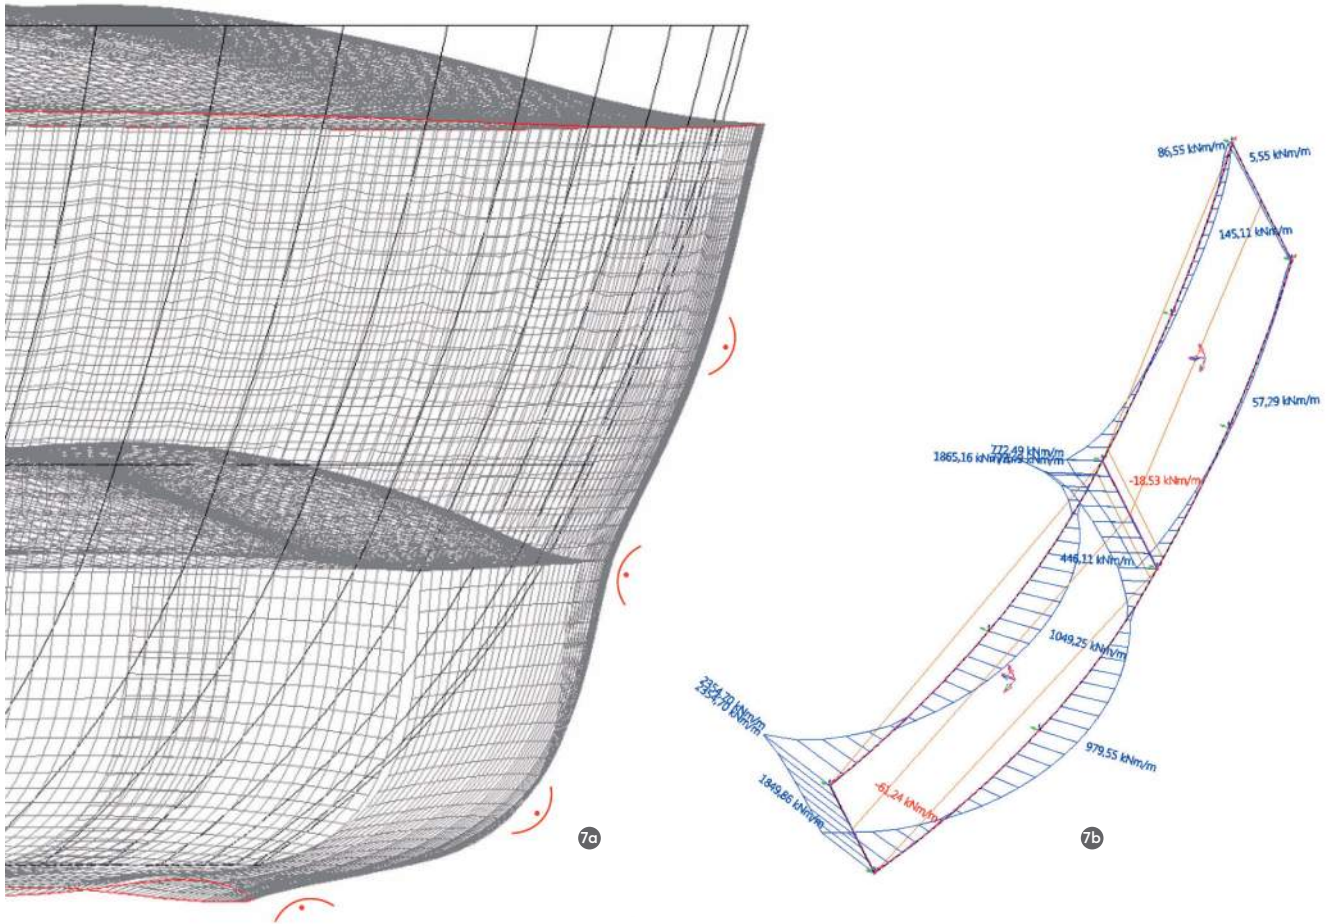 86,55 kNm/m
5,55 kNm/m
145,11 kNm/m
57,29 kNm/m
772,49 kNm/m
1865,16 kNm/m
-18,53 kNm/m
446,11 kNm/m
1049,25 kNm/m
2354,70 kNm/m
2354,70 kNm/m
979,55 kNm/m
1849,86 kNm/m
-61,24 kNm/m
7a
7b